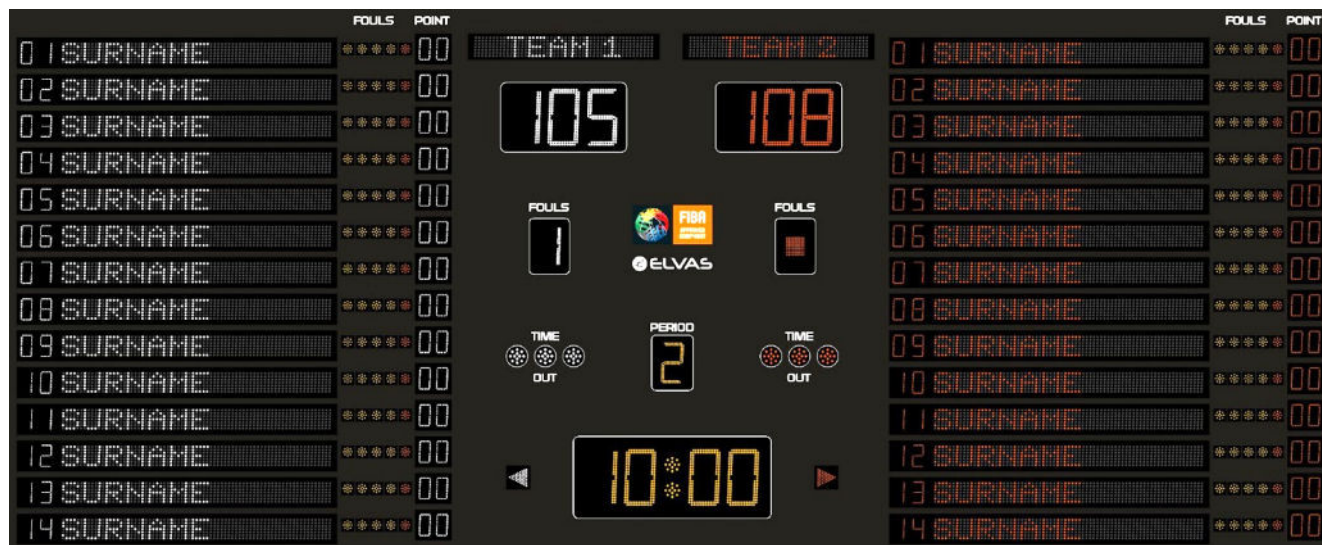 FOULS POINT
01 SURNAME 00
02 SURNAME 00
03 SURNAME 00
04 SURNAME 00
05 SURNAME 00
06 SURNAME 00
07 SURNAME 00
08 SURNAME 00
09 SURNAME 00
10 SURNAME 00
11 SURNAME 00
12 SURNAME 00
13 SURNAME 00
14 SURNAME 00
TEAM 1 TEAM 2
105 108
FOULS FOULS
1
FIBA
ELVAS
TIME TIME
OUT OUT
PERIOD
2
10:00
FOULS POINT
01 SURNAME 00
02 SURNAME 00
03 SURNAME 00
04 SURNAME 00
05 SURNAME 00
06 SURNAME 00
07 SURNAME 00
08 SURNAME 00
09 SURNAME 00
10 SURNAME 00
11 SURNAME 00
12 SURNAME 00
13 SURNAME 00
14 SURNAME 00